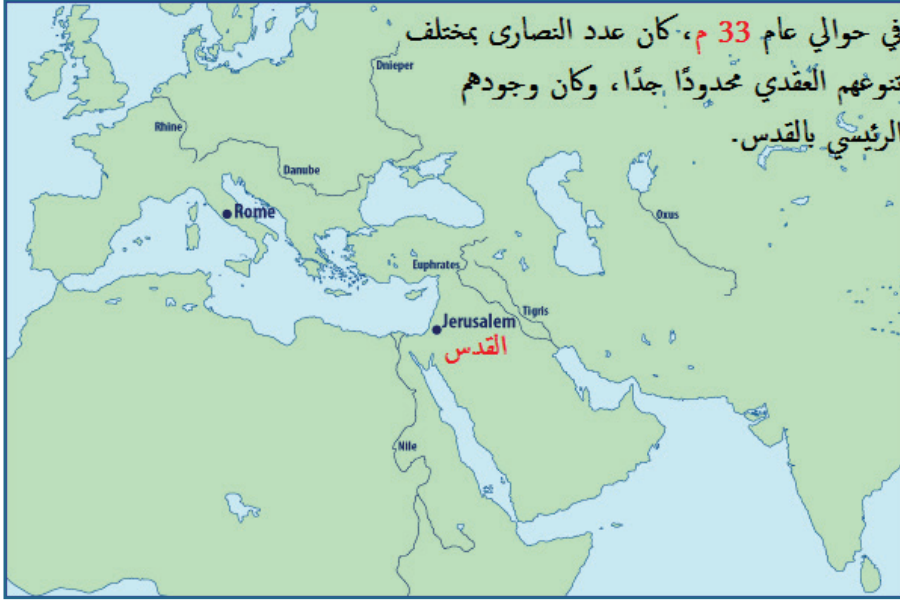 في حوالي عام 33 م، كان عدد النصارى بمختلف
تنوعهم العقدي محدودًا جدًا، وكان وجودهم
الرئيسي بالقدس.
Dnieper
Rhine
Danube
Rome
Oxus
Euphrates
Tigris
Jerusalem
القدس
Nile